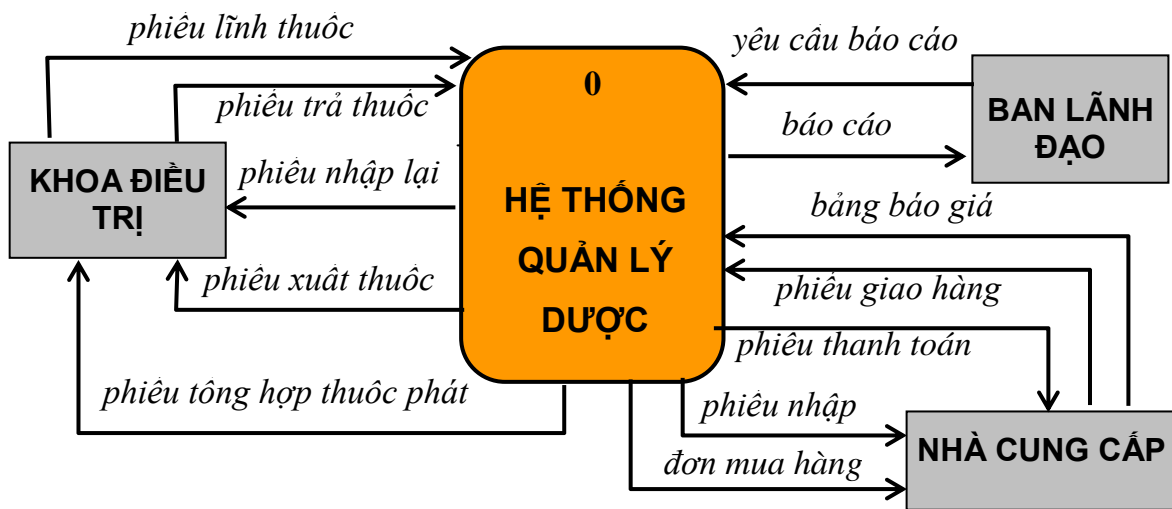 phiếu lĩnh thuốc
phiếu trả thuốc
KHOA ĐIỀU
TRỊ
phiếu nhập lại
phiếu xuất thuốc
phiếu tổng hợp thuốc phát
0
HỆ THỐNG
QUẢN LÝ
DƯỢC
yêu cầu báo cáo
báo cáo
BAN LÃNH
ĐẠO
bảng báo giá
phiếu giao hàng
phiếu thanh toán
phiếu nhập
đơn mua hàng
NHÀ CUNG CẤP